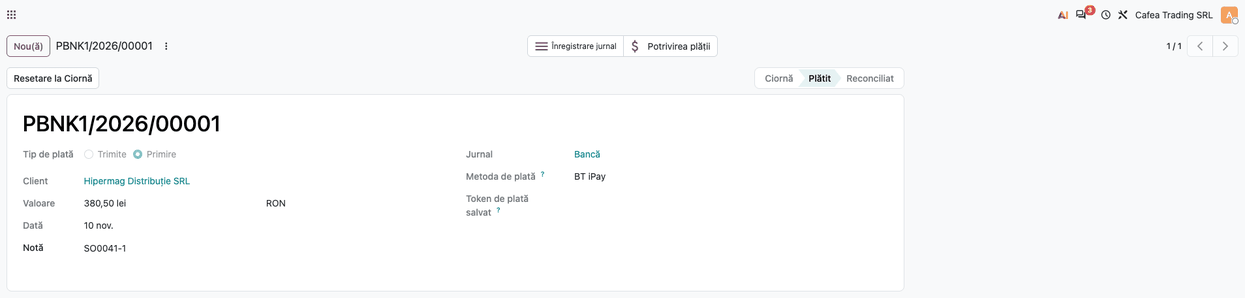 AI 3 Cafea Trading SRL A
Nou(ă) PBNK1/2026/00001 Înregistrare jurnal $ Potrivirea plății 1 / 1
Resetare la Ciornă Ciornă Plătit Reconciliat
PBNK1/2026/00001
Tip de plată Trimite Primire Jurnal Bancă
Metoda de plată ? BT iPay
Client Hipermag Distribuție SRL
Valoare 380,50 lei RON Token de plată
salvat ?
Dată 10 nov.
Notă SO0041-1